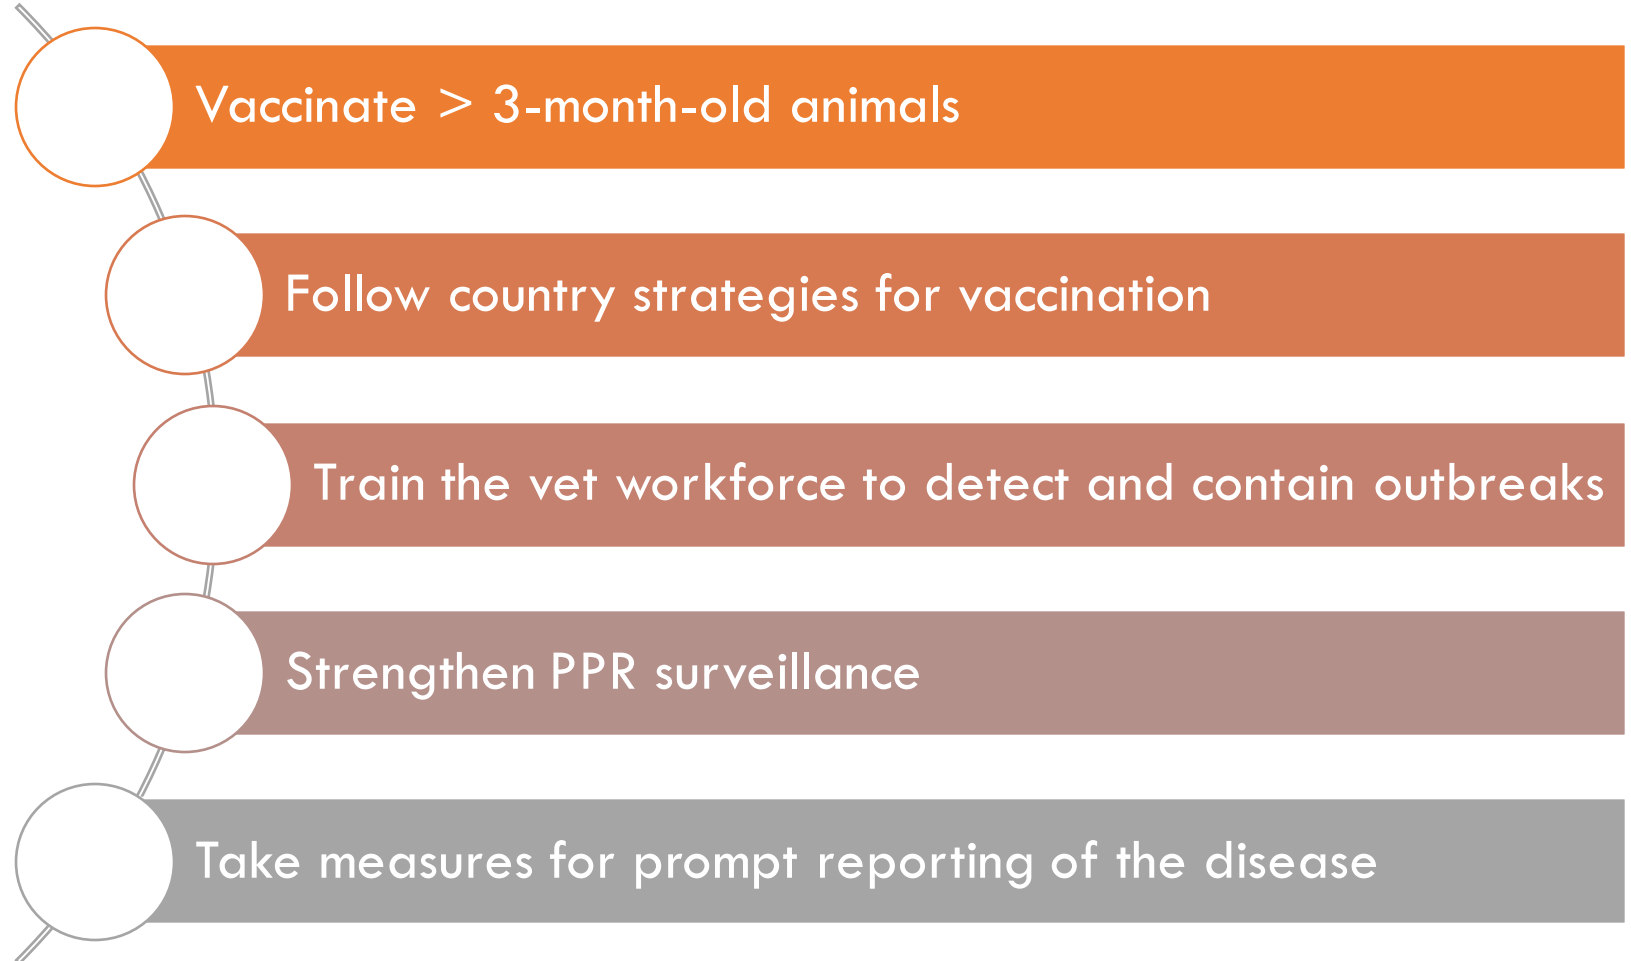 Vaccinate > 3-month-old animals
Follow country strategies for vaccination
Train the vet workforce to detect and contain outbreaks
Strengthen PPR surveillance
Take measures for prompt reporting of the disease